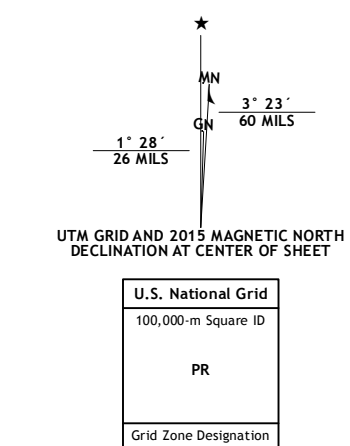 MN
3° 23´
60 MILS
GN
1° 28´
26 MILS
UTM GRID AND 2015 MAGNETIC NORTH
DECLINATION AT CENTER OF SHEET
U.S. National Grid
100,000-m Square ID
PR
Grid Zone Designation